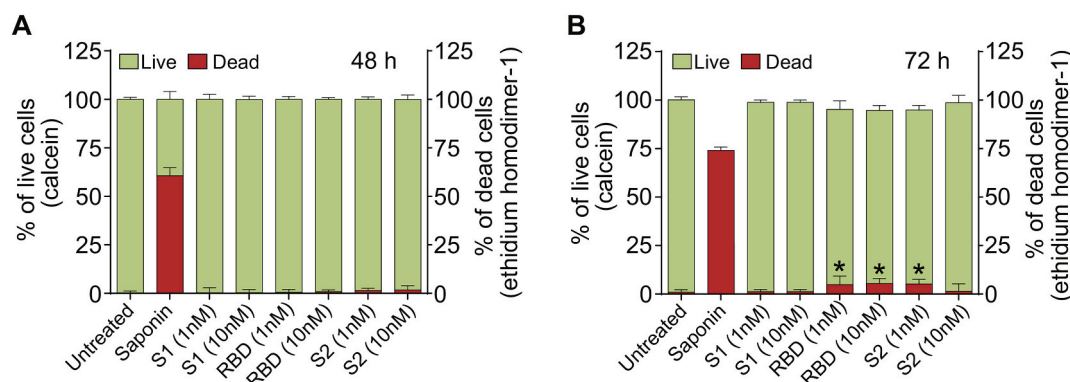 A
% of live cells
(calcein)
125
100
75
50
25
0
Live
Dead
48 h
125
100
75
50
25
0
% of dead cells
(ethidium homodimer-1)
Untreated
Saponin
S1 (1nM)
S1 (10nM)
RBD (1nM)
RBD (10nM)
S2 (1nM)
S2 (10nM)
B
% of live cells
(calcein)
125
100
75
50
25
0
Live
Dead
72 h
*
*
*
125
100
75
50
25
0
% of dead cells
(ethidium homodimer-1)
Untreated
Saponin
S1 (1nM)
S1 (10nM)
RBD (1nM)
RBD (10nM)
S2 (1nM)
S2 (10nM)